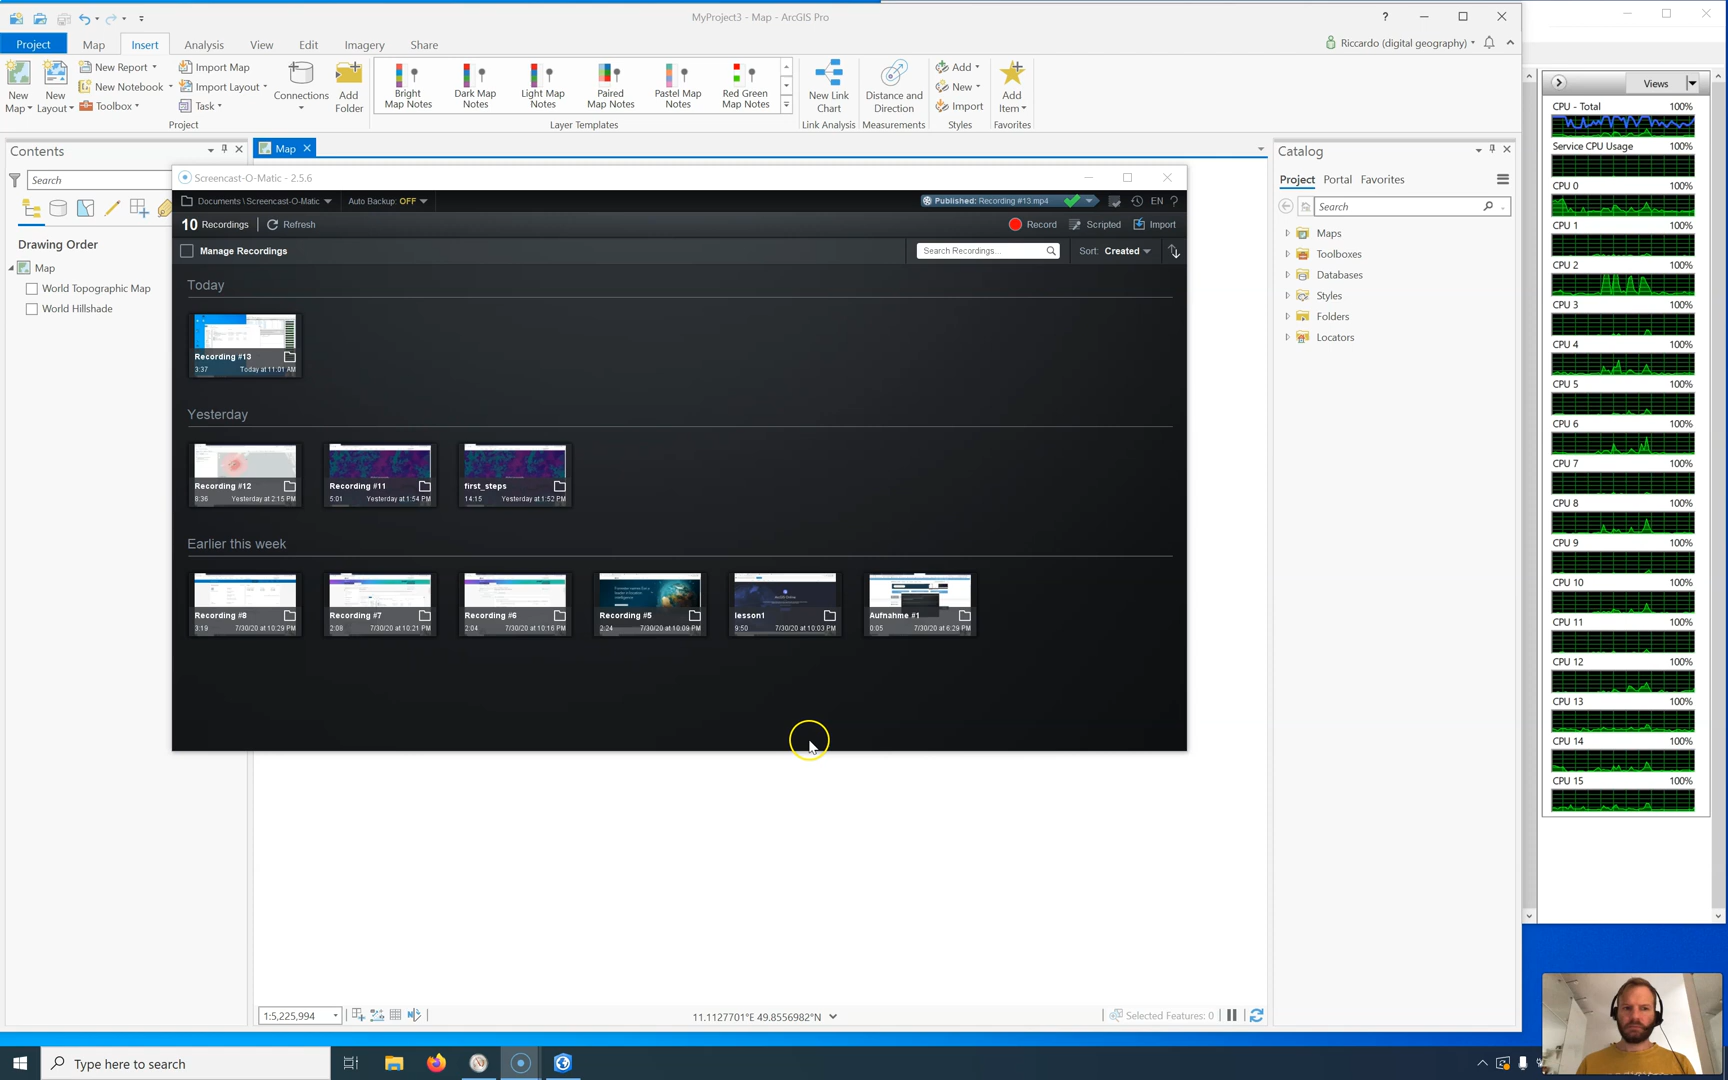 MyProject3 - Map - ArcGIS Pro
?
Project Map Insert Analysis View Edit Imagery Share
Riccardo (digital geography)
New Map
New Layout
New Report
New Notebook
Toolbox
Import Map
Import Layout
Task
Connections
Add Folder
Project
Bright Map Notes
Dark Map Notes
Light Map Notes
Paired Map Notes
Pastel Map Notes
Red Green Map Notes
Layer Templates
New Link Chart
Link Analysis
Distance and Direction
Measurements
Add
New
Import
Styles
Add Item
Favorites
Contents
Search
Drawing Order
Map
World Topographic Map
World Hillshade
Map
Screencast-O-Matic - 2.5.6
Documents \ Screencast-O-Matic
Auto Backup: OFF
Published: Recording #13.mp4
EN ?
10 Recordings
Refresh
Record
Scripted
Import
Manage Recordings
Search Recordings...
Sort: Created
Today
Recording #13
3:37 Today at 11:01 AM
Yesterday
Recording #12
8:36 Yesterday at 2:15 PM
Recording #11
5:01 Yesterday at 1:54 PM
first_steps
14:15 Yesterday at 1:52 PM
Earlier this week
Recording #8
3:19 7/30/20 at 10:29 PM
Recording #7
2:08 7/30/20 at 10:21 PM
Recording #6
2:04 7/30/20 at 10:16 PM
Recording #5
2:24 7/30/20 at 10:09 PM
lesson1
9:50 7/30/20 at 10:03 PM
Aufnahme #1
0:05 7/30/20 at 6:29 PM
1:5,225,994
11.1127701°E 49.8556982°N
Selected Features: 0
Catalog
Project Portal Favorites
Search
Maps
Toolboxes
Databases
Styles
Folders
Locators
Views
CPU - Total 100%
Service CPU Usage 100%
CPU 0 100%
CPU 1 100%
CPU 2 100%
CPU 3 100%
CPU 4 100%
CPU 5 100%
CPU 6 100%
CPU 7 100%
CPU 8 100%
CPU 9 100%
CPU 10 100%
CPU 11 100%
CPU 12 100%
CPU 13 100%
CPU 14 100%
CPU 15 100%
Type here to search